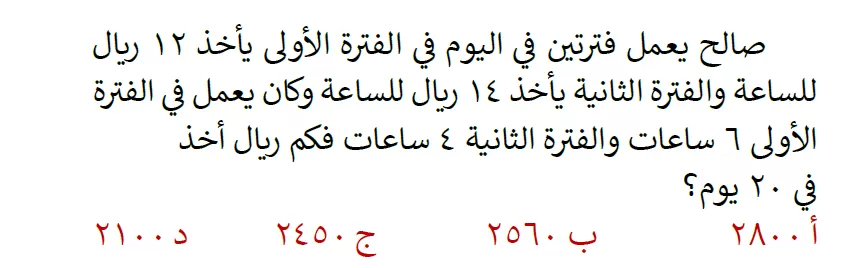 صالح يعمل فترتين في اليوم في الفترة الأولى يأخذ ١٢ ريال
للساعة والفترة الثانية يأخذ ١٤ ريال للساعة وكان يعمل في الفترة
الأولى ٦ ساعات والفترة الثانية ٤ ساعات فكم ريال أخذ
في ٢٠ يوم؟
أ ٢٨٠٠ ب ٢٥٦٠ ج ٢٤٥٠ د ٢١٠٠